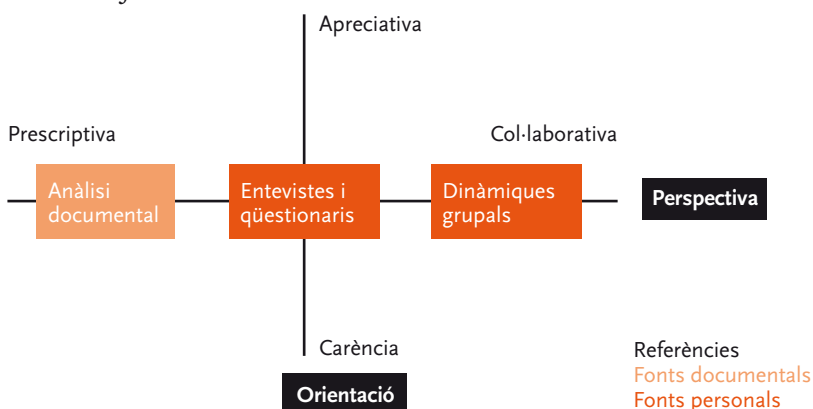 Apreciativa
Prescriptiva
Col·laborativa
Anàlisi
documental
Entevistes i
qüestionaris
Dinàmiques
grupals
Perspectiva
Carència
Orientació
Referències
Fonts documentals
Fonts personals